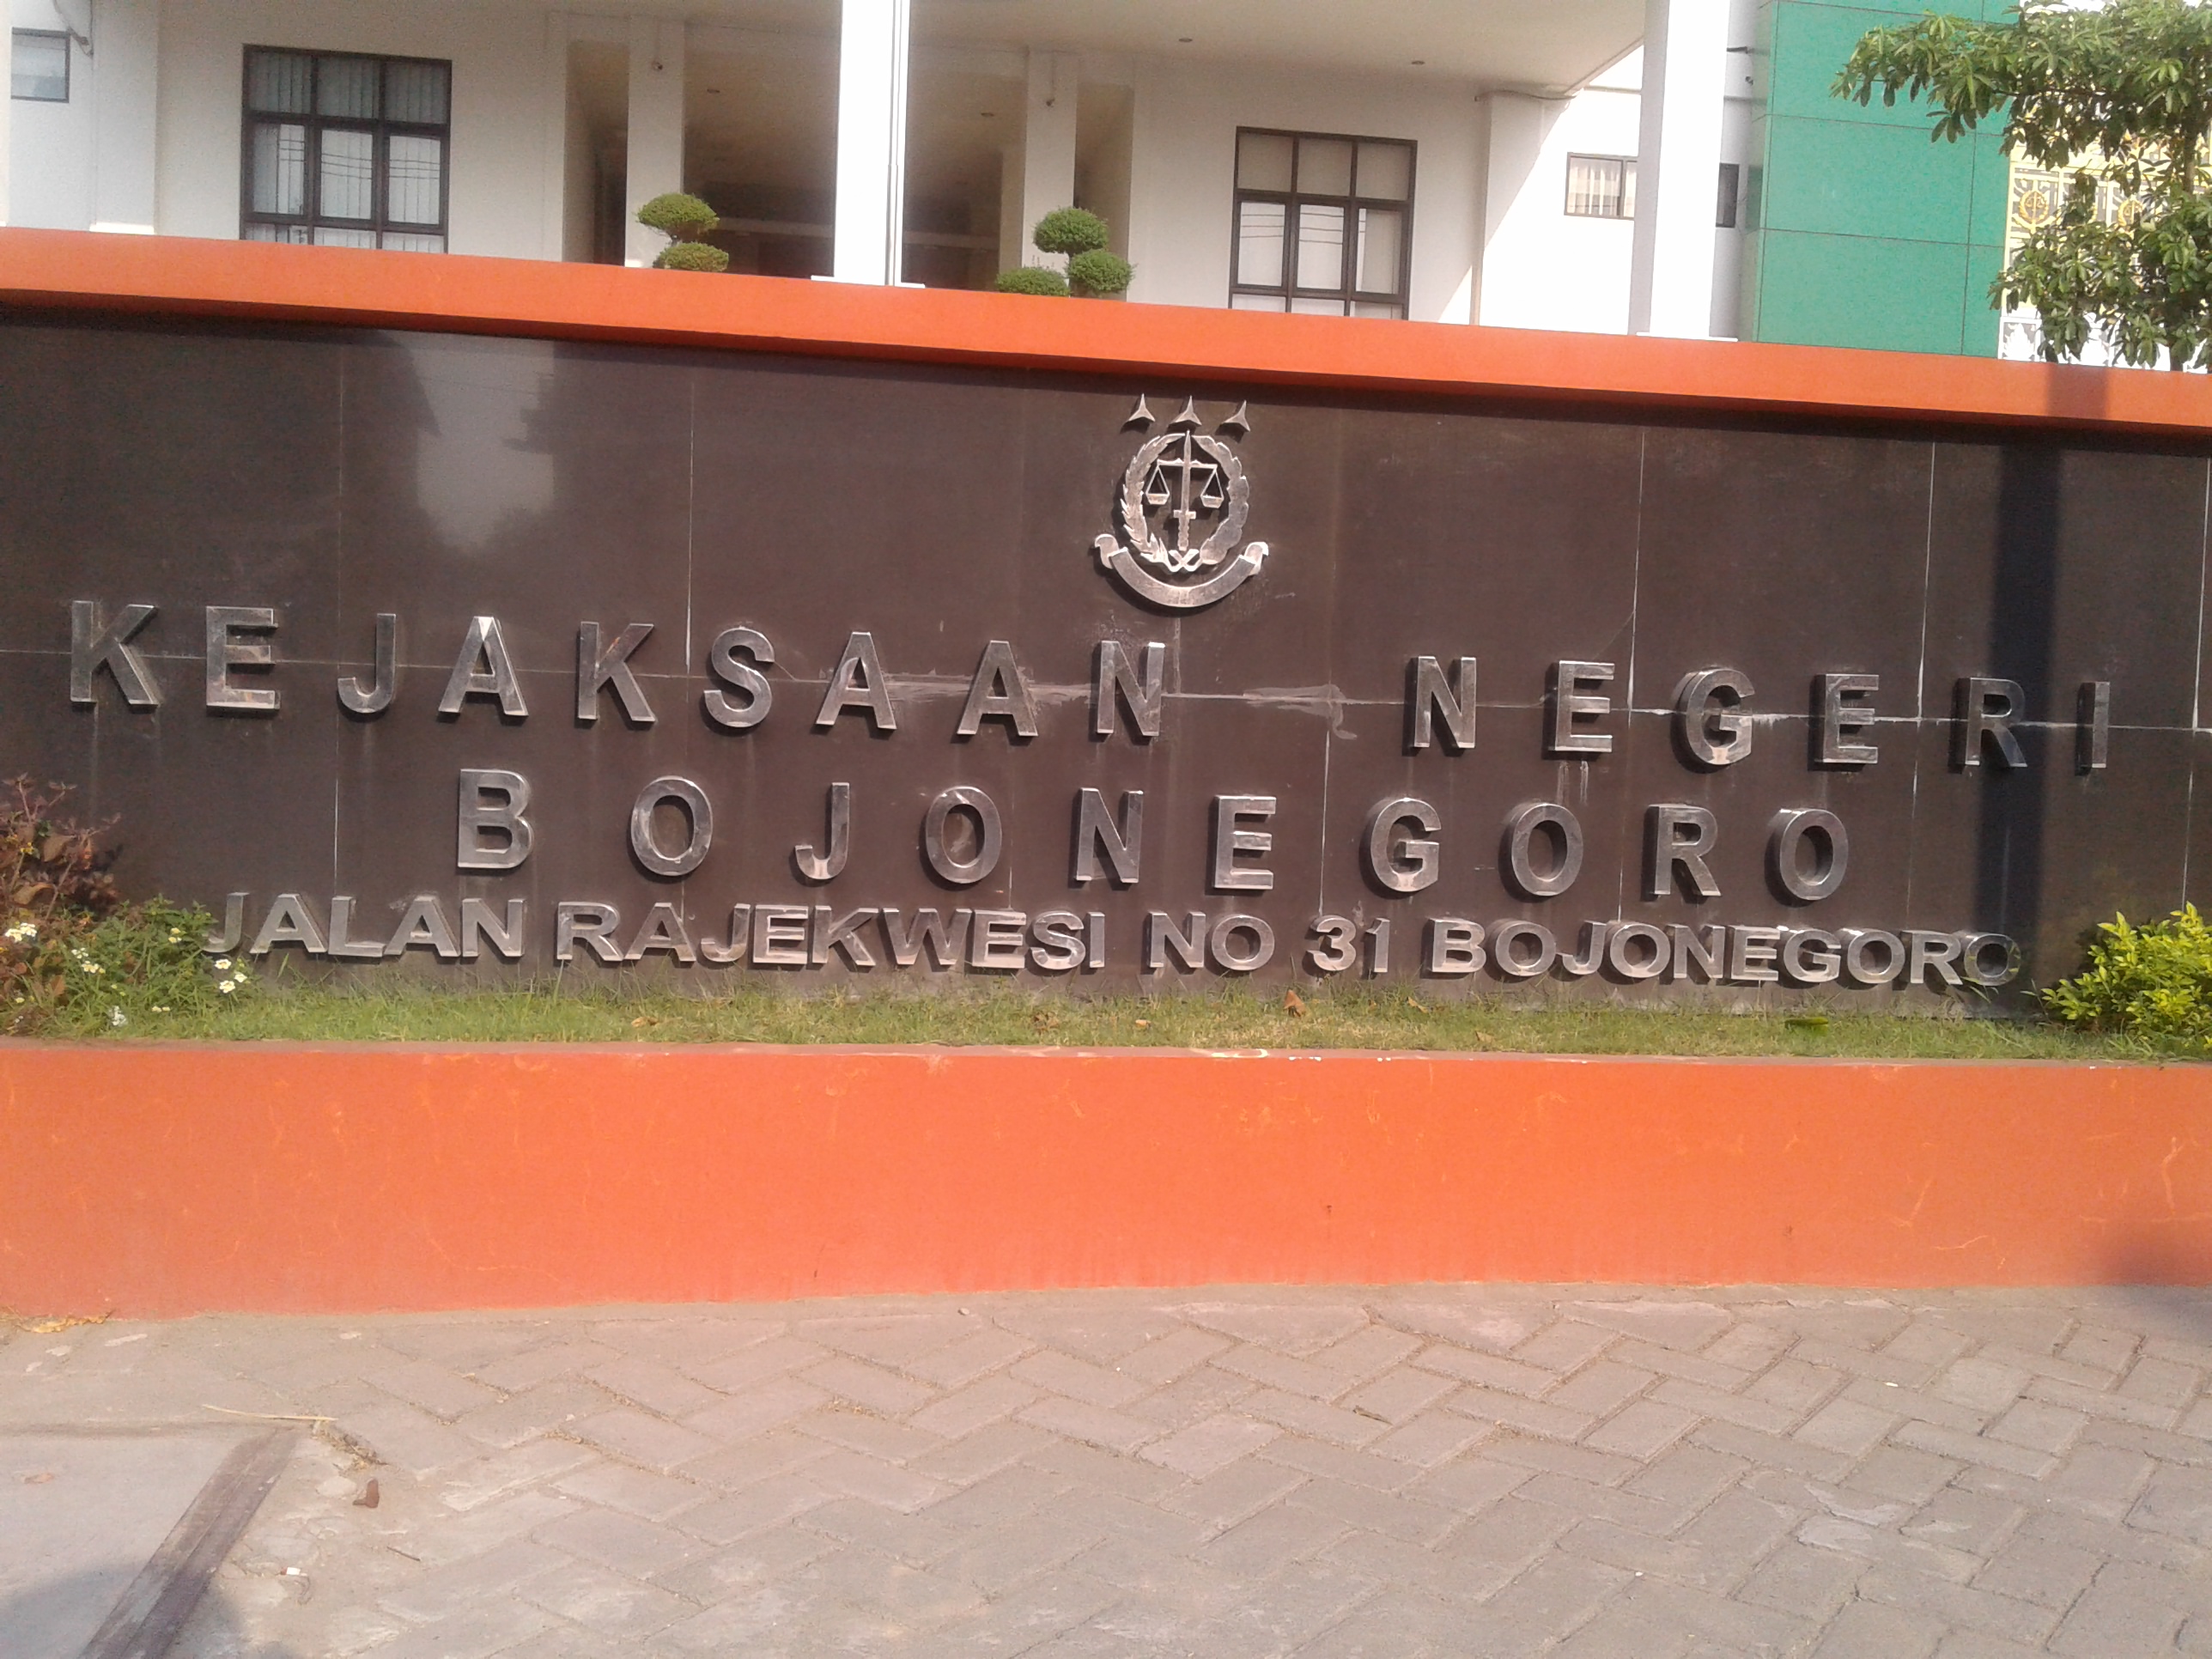 KEJAKSAAN NEGERI
BOJONEGORO
JALAN RAJEKWESI NO 31 BOJONEGORO